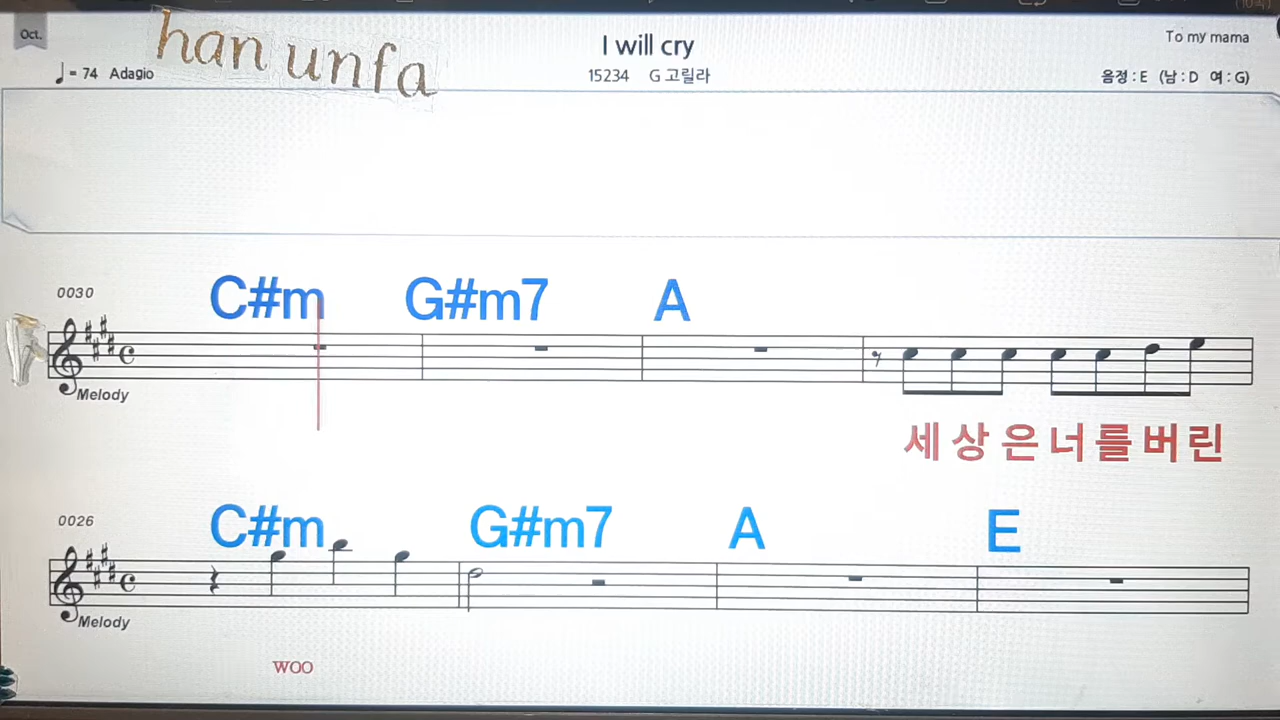 Oct.
han unfa
I will cry
To my mama
♩= 74 Adagio
15234 G 고릴라
음정 : E (남 : D 여 : G)
C#m G#m7 A
0030
Melody
세 상 은 너 를 버 린
C#m G#m7 A E
0026
Melody
WOO